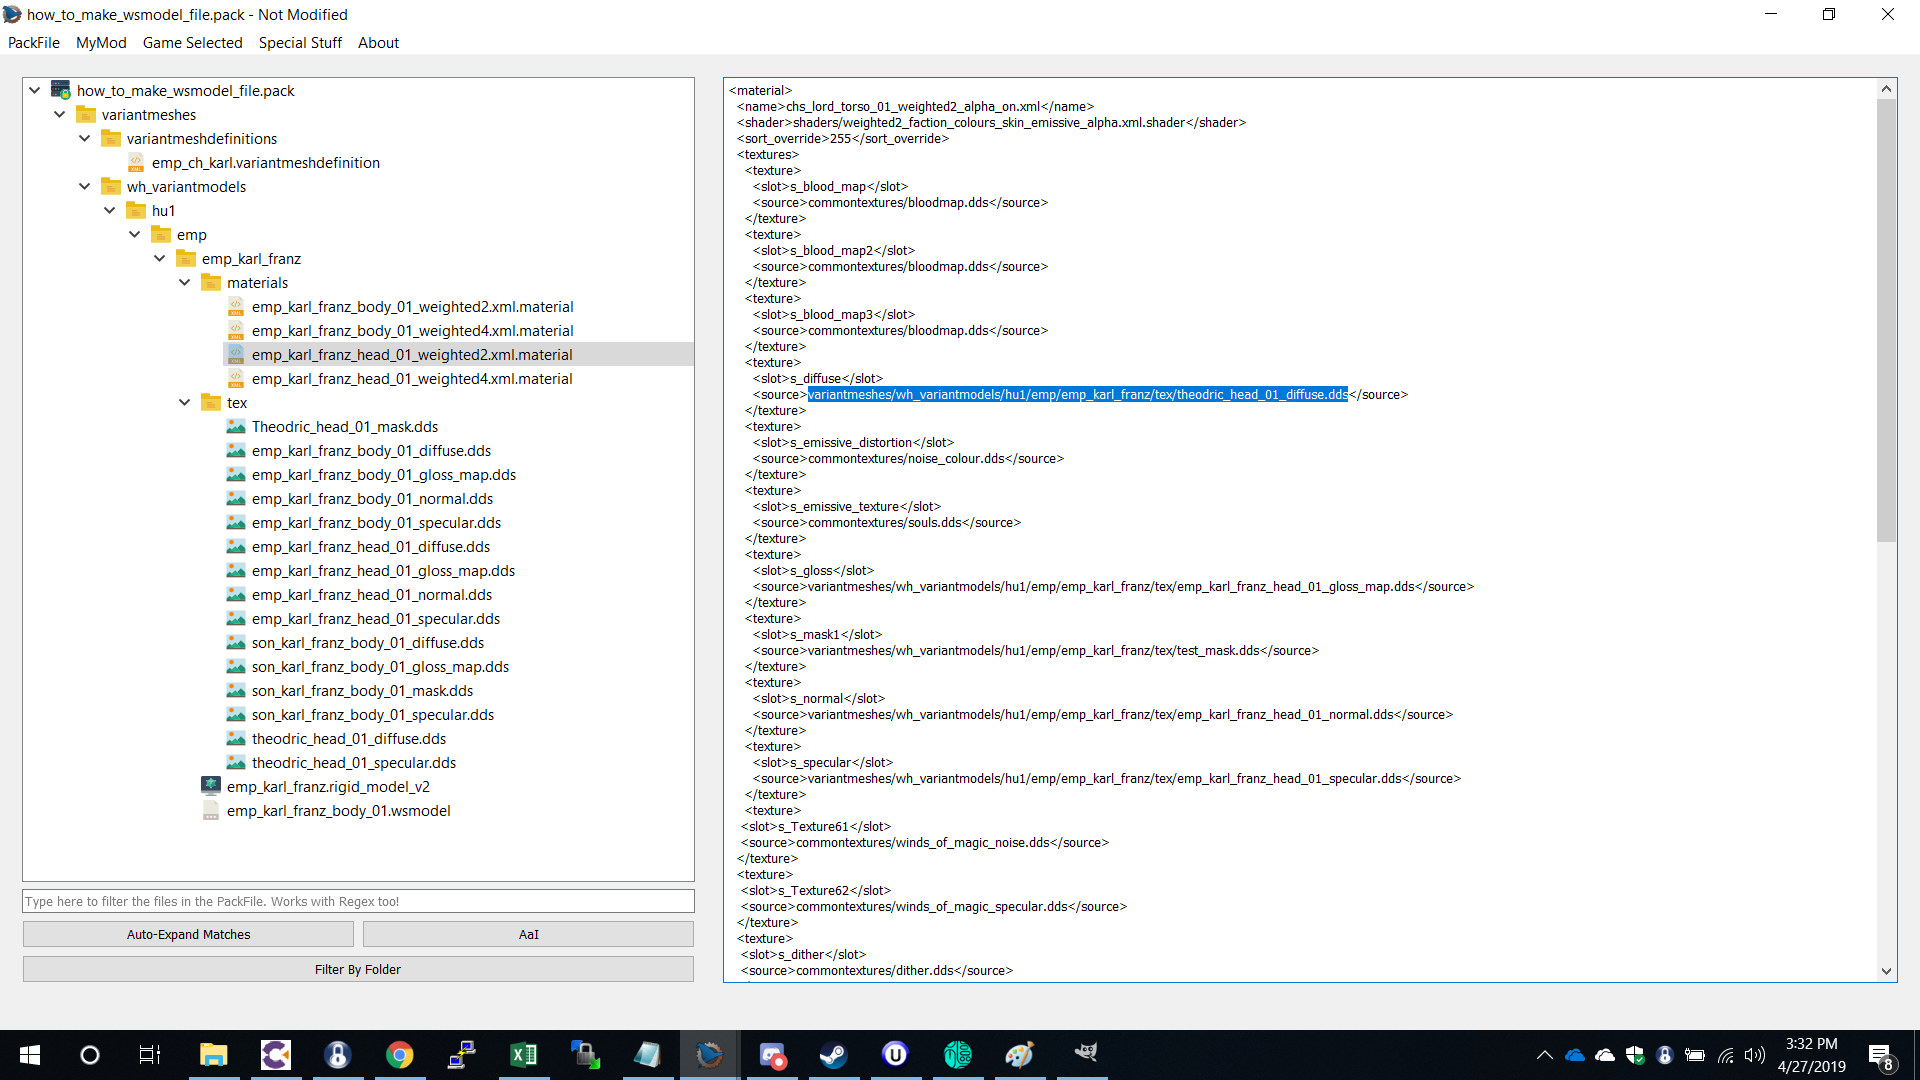 how_to_make_wsmodel_file.pack - Not Modified
PackFile MyMod Game Selected Special Stuff About
how_to_make_wsmodel_file.pack
variantmeshes
variantmeshdefinitions
emp_ch_karl.variantmeshdefinition
wh_variantmodels
hu1
emp
emp_karl_franz
materials
emp_karl_franz_body_01_weighted2.xml.material
emp_karl_franz_body_01_weighted4.xml.material
emp_karl_franz_head_01_weighted2.xml.material
emp_karl_franz_head_01_weighted4.xml.material
tex
Theodric_head_01_mask.dds
emp_karl_franz_body_01_diffuse.dds
emp_karl_franz_body_01_gloss_map.dds
emp_karl_franz_body_01_normal.dds
emp_karl_franz_body_01_specular.dds
emp_karl_franz_head_01_diffuse.dds
emp_karl_franz_head_01_gloss_map.dds
emp_karl_franz_head_01_normal.dds
emp_karl_franz_head_01_specular.dds
son_karl_franz_body_01_diffuse.dds
son_karl_franz_body_01_gloss_map.dds
son_karl_franz_body_01_mask.dds
son_karl_franz_body_01_specular.dds
theodric_head_01_diffuse.dds
theodric_head_01_specular.dds
emp_karl_franz.rigid_model_v2
emp_karl_franz_body_01.wsmodel
Type here to filter the files in the PackFile. Works with Regex too!
Auto-Expand Matches
AaI
Filter By Folder
<material>
<name>chs_lord_torso_01_weighted2_alpha_on.xml</name>
<shader>shaders/weighted2_faction_colours_skin_emissive_alpha.xml.shader</shader>
<sort_override>255</sort_override>
<textures>
<texture>
<slot>s_blood_map</slot>
<source>commontextures/bloodmap.dds</source>
</texture>
<texture>
<slot>s_blood_map2</slot>
<source>commontextures/bloodmap.dds</source>
</texture>
<texture>
<slot>s_blood_map3</slot>
<source>commontextures/bloodmap.dds</source>
</texture>
<texture>
<slot>s_diffuse</slot>
<source>variantmeshes/wh_variantmodels/hu1/emp/emp_karl_franz/tex/theodric_head_01_diffuse.dds</source>
</texture>
<texture>
<slot>s_emissive_distortion</slot>
<source>commontextures/noise_colour.dds</source>
</texture>
<texture>
<slot>s_emissive_texture</slot>
<source>commontextures/souls.dds</source>
</texture>
<texture>
<slot>s_gloss</slot>
<source>variantmeshes/wh_variantmodels/hu1/emp/emp_karl_franz/tex/emp_karl_franz_head_01_gloss_map.dds</source>
</texture>
<texture>
<slot>s_mask1</slot>
<source>variantmeshes/wh_variantmodels/hu1/emp/emp_karl_franz/tex/test_mask.dds</source>
</texture>
<texture>
<slot>s_normal</slot>
<source>variantmeshes/wh_variantmodels/hu1/emp/emp_karl_franz/tex/emp_karl_franz_head_01_normal.dds</source>
</texture>
<texture>
<slot>s_specular</slot>
<source>variantmeshes/wh_variantmodels/hu1/emp/emp_karl_franz/tex/emp_karl_franz_head_01_specular.dds</source>
</texture>
<texture>
<slot>s_Texture61</slot>
<source>commontextures/winds_of_magic_noise.dds</source>
</texture>
<texture>
<slot>s_Texture62</slot>
<source>commontextures/winds_of_magic_specular.dds</source>
</texture>
<texture>
<slot>s_dither</slot>
<source>commontextures/dither.dds</source>
3:32 PM
4/27/2019
8